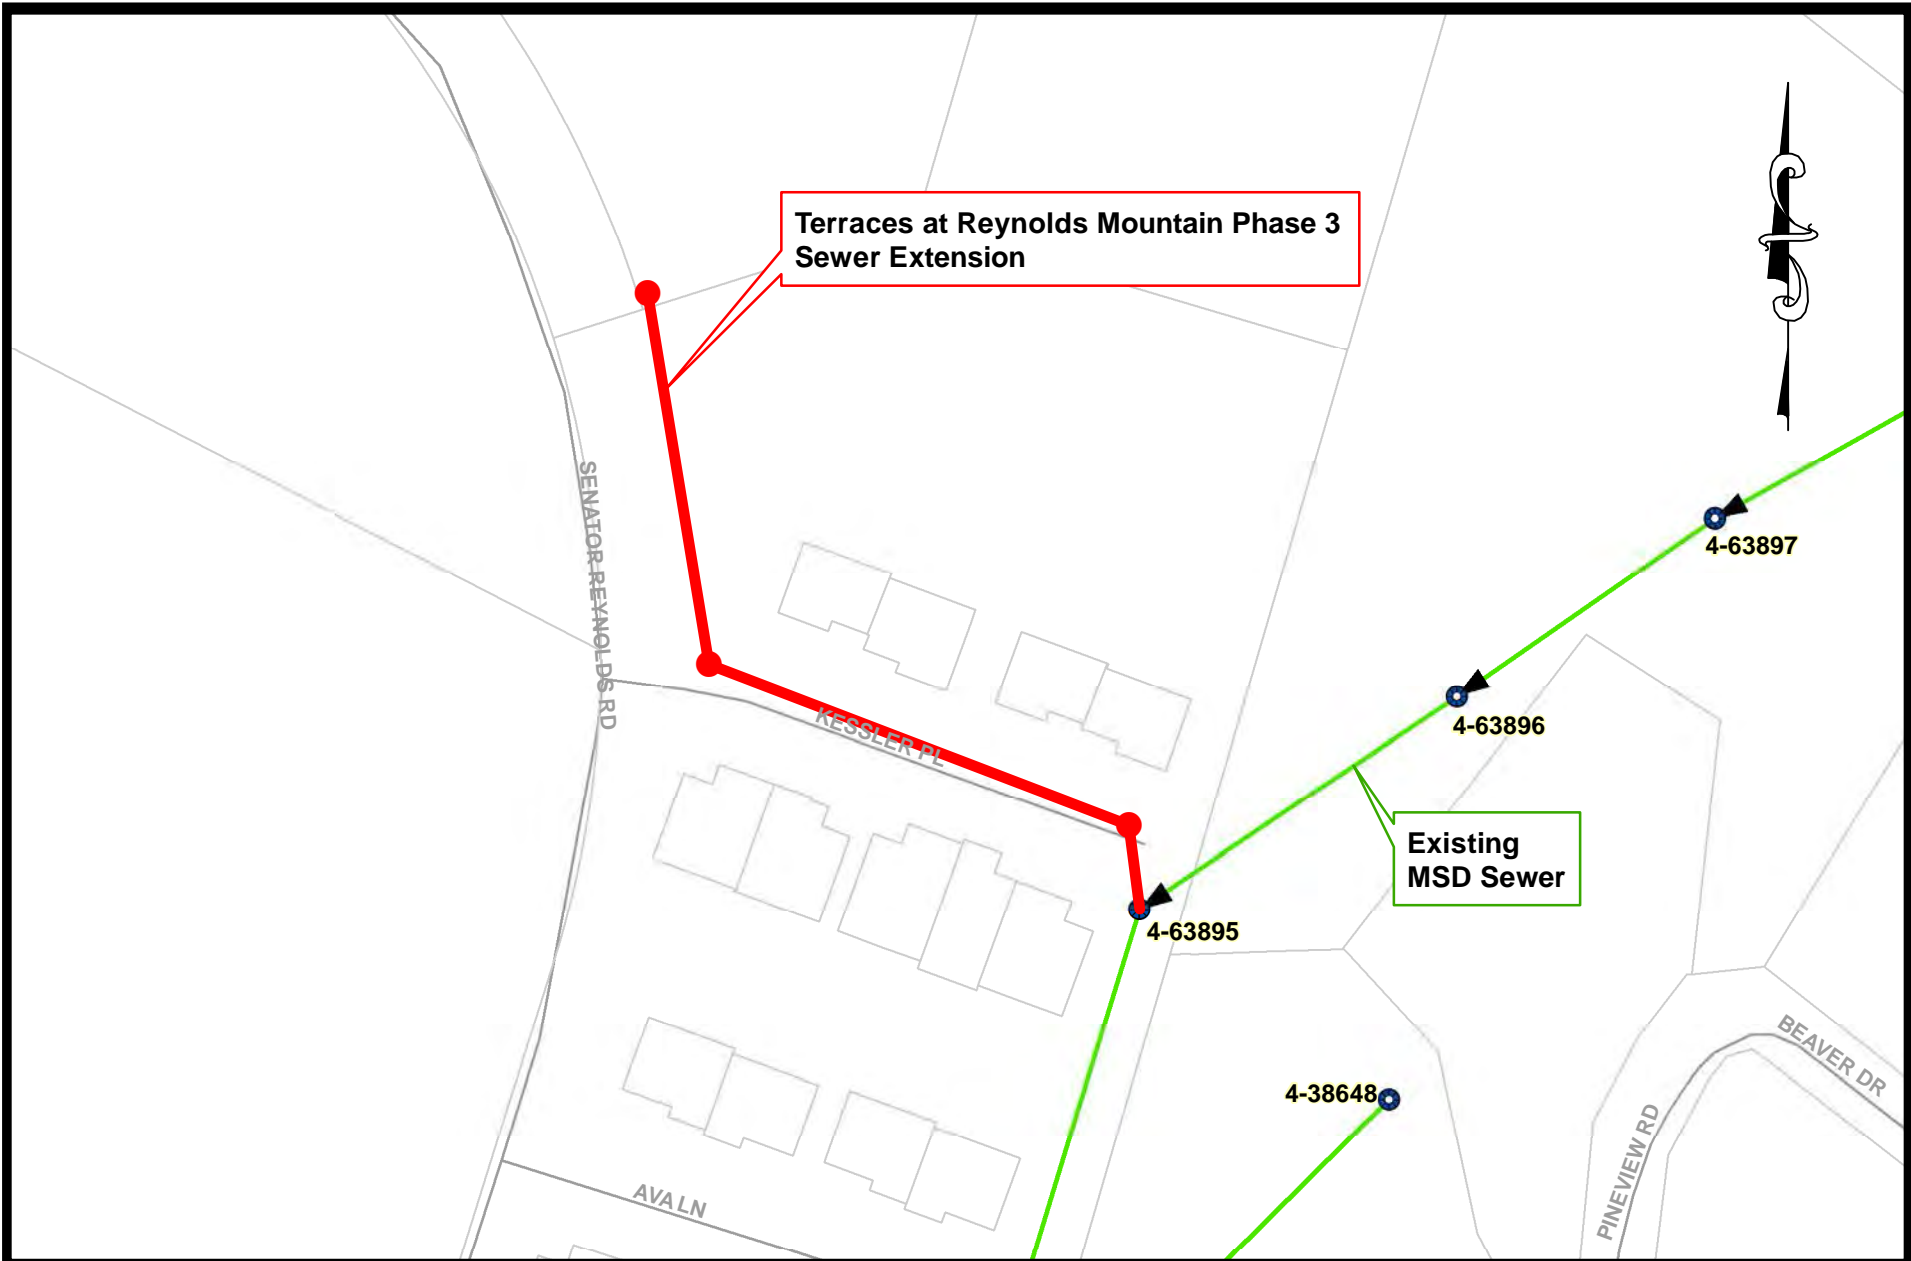 Terraces at Reynolds Mountain Phase 3
Sewer Extension
SENATOR REYNOLDS RD
4-63897
4-63896
KESSLER PL
Existing
MSD Sewer
4-63895
BEAVER DR
4-38648
PINEVIEW RD
AVA LN